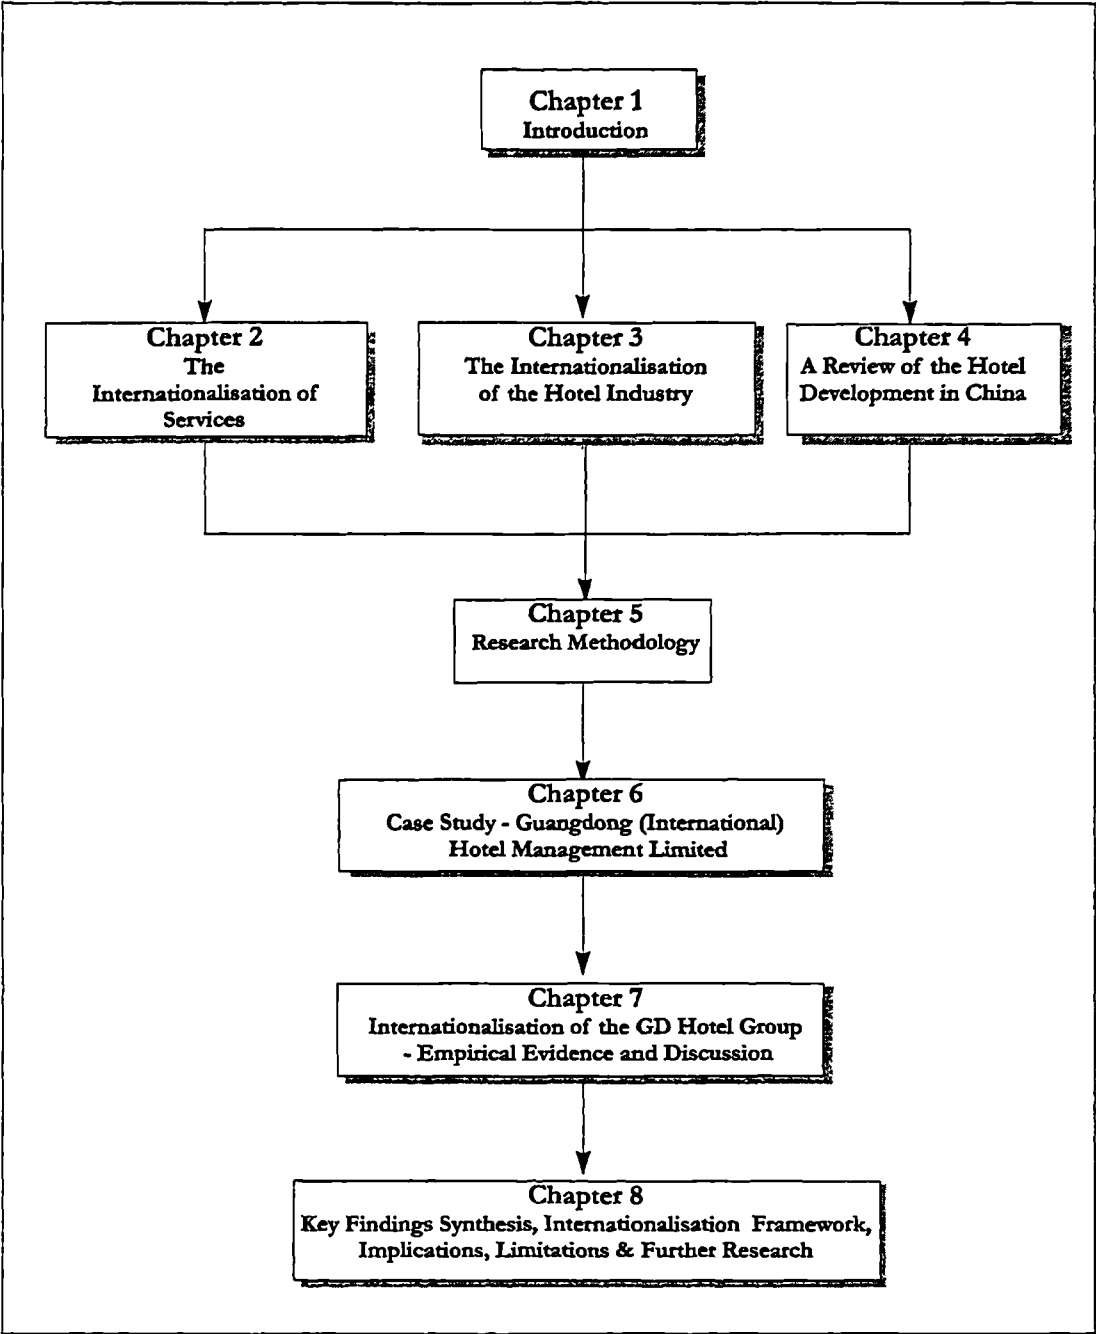 Chapter 1
Introduction
Chapter 2
The
Internationalisation of
Services
Chapter 3
The Internationalisation
of the Hotel Industry
Chapter 4
A Review of the Hotel
Development in China
Chapter 5
Research Methodology
Chapter 6
Case Study - Guangdong (International)
Hotel Management Limited
Chapter 7
Internationalisation of the GD Hotel Group
- Empirical Evidence and Discussion
Chapter 8
Key Findings Synthesis, Internationalisation Framework,
Implications, Limitations & Further Research